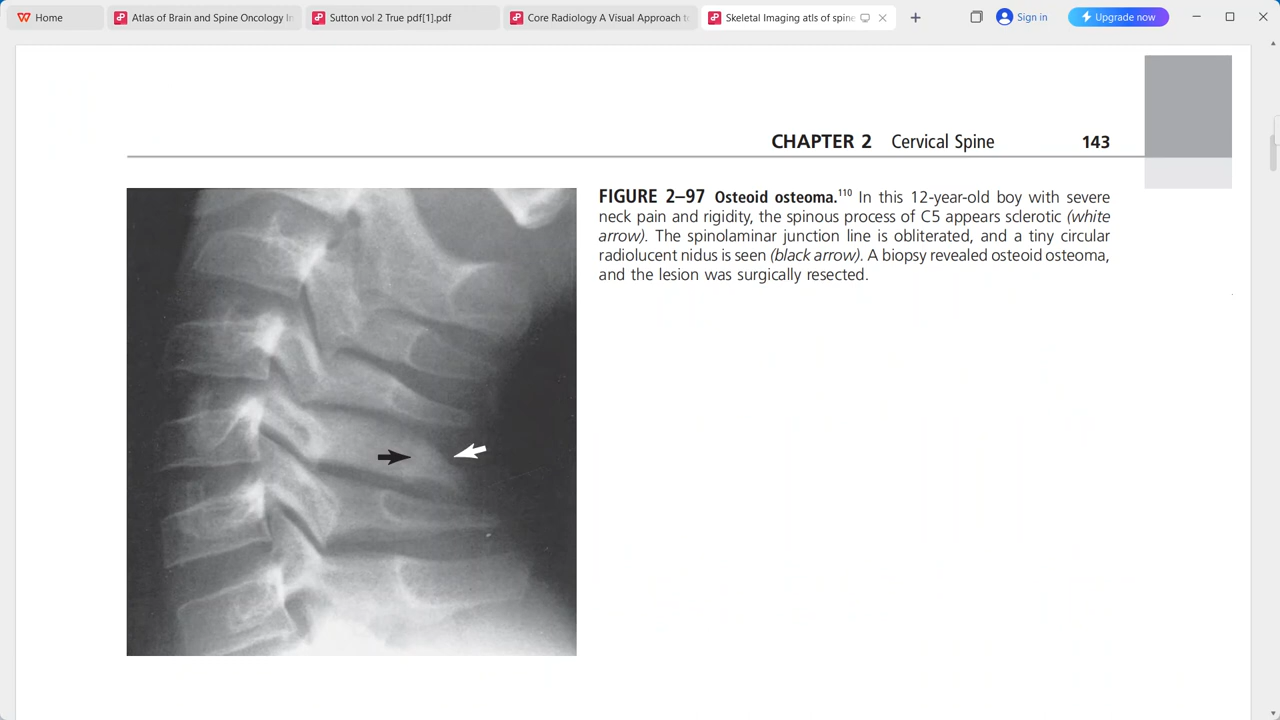 Home
Atlas of Brain and Spine Oncology In
Sutton vol 2 True pdf[1].pdf
Core Radiology A Visual Approach to
Skeletal Imaging atls of spine
Sign in
Upgrade now
CHAPTER 2 Cervical Spine 143
FIGURE 2–97 Osteoid osteoma.110 In this 12-year-old boy with severe
neck pain and rigidity, the spinous process of C5 appears sclerotic (white
arrow). The spinolaminar junction line is obliterated, and a tiny circular
radiolucent nidus is seen (black arrow). A biopsy revealed osteoid osteoma,
and the lesion was surgically resected.